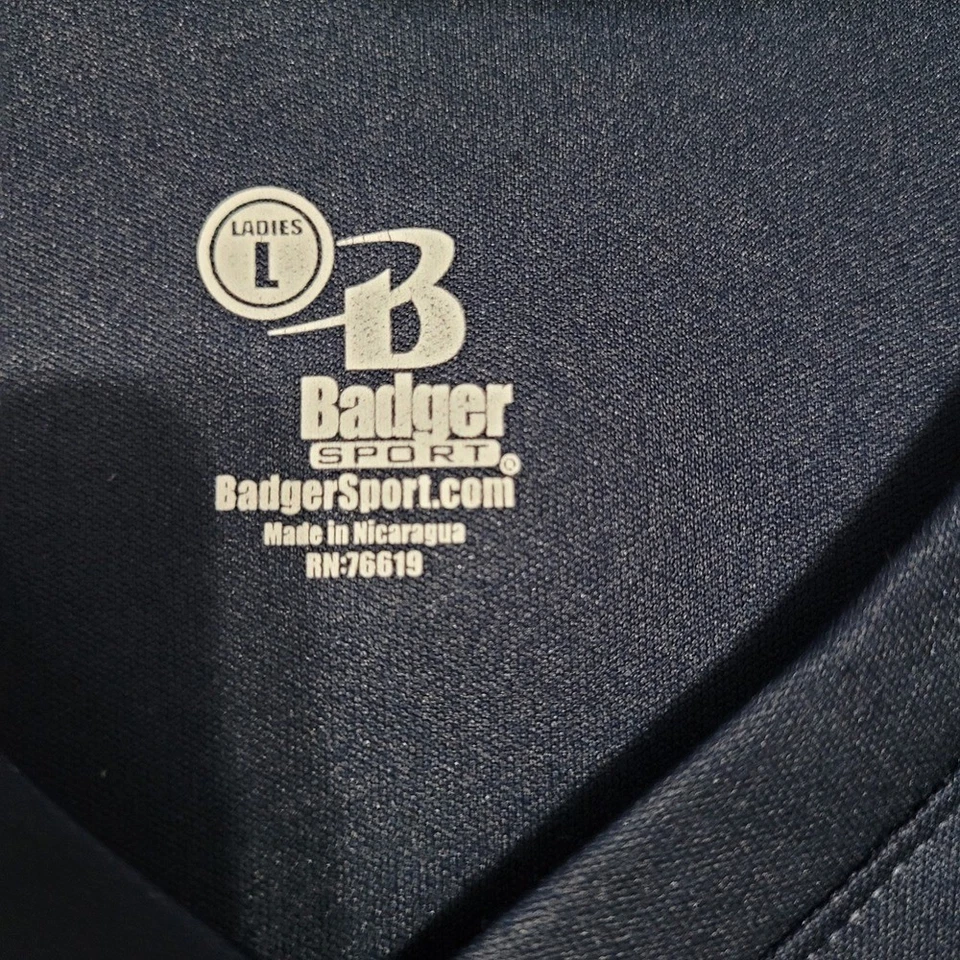 LADIES
L
B
Badger
SPORT®
BadgerSport.com
Made in Nicaragua
RN:76619